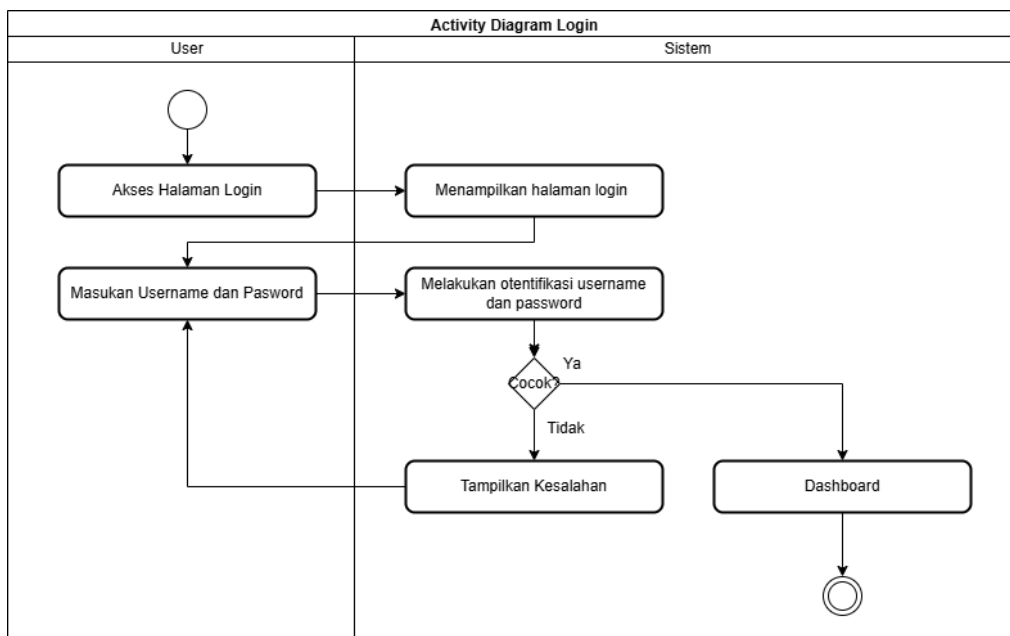 Activity Diagram Login
User
Sistem
Akses Halaman Login
Menampilkan halaman login
Masukan Username dan Pasword
Melakukan otentifikasi username
dan password
Cocok?
Ya
Tidak
Tampilkan Kesalahan
Dashboard